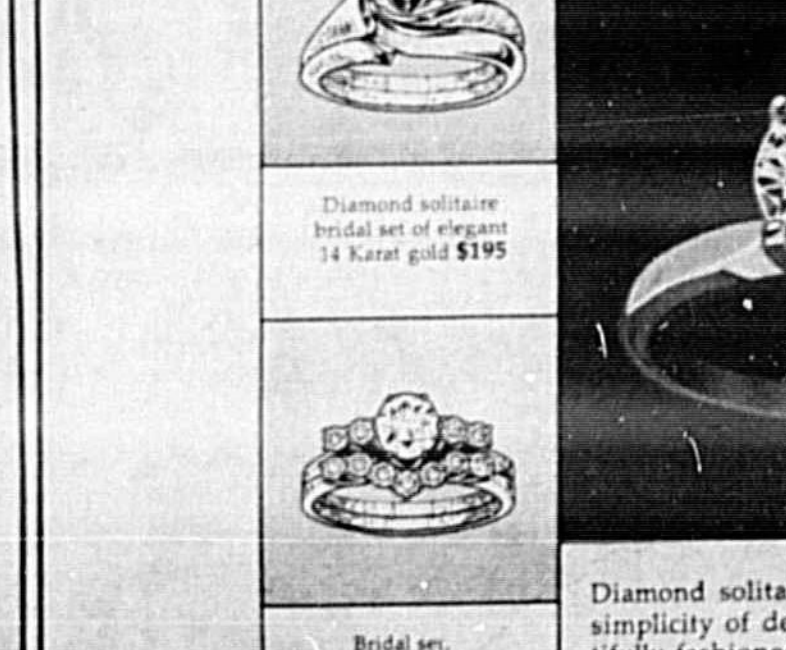 Diamond solitaire
bridal set of elegant
14 Karat gold $195
Bridal set,
Diamond solita
simplicity of de